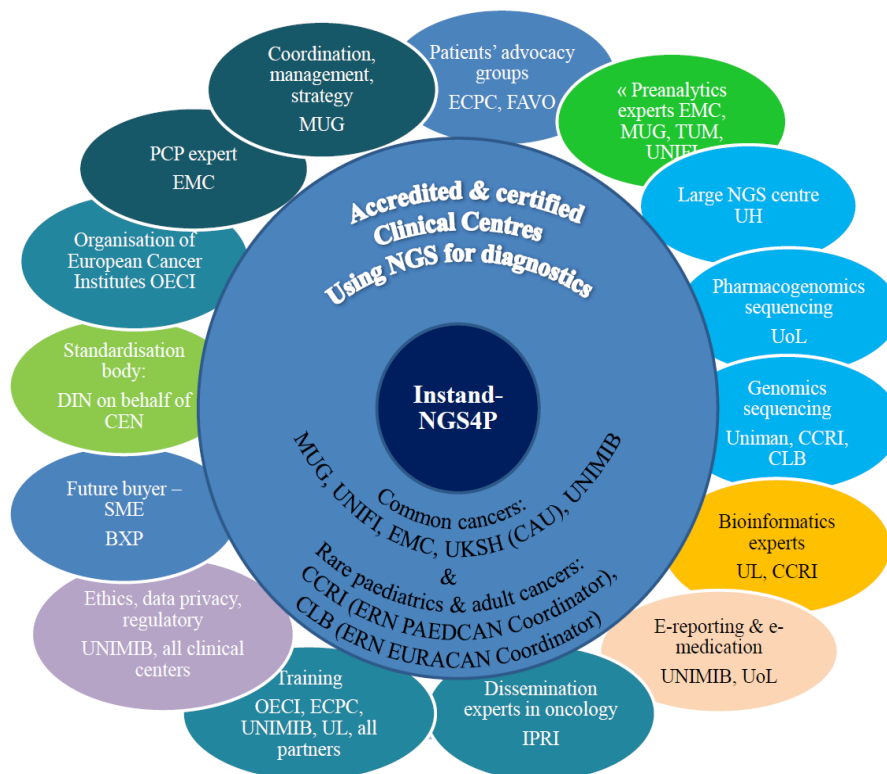 Coordination,
management,
strategy
MUG
Patients’ advocacy
groups
ECPC, FAVO
« Preanalytics
experts EMC,
MUG, TUM,
UNIFI
Large NGS centre
UH
Pharmacogenomics
sequencing
UoL
Genomics
sequencing
Uniman, CCRI,
CLB
Bioinformatics
experts
UL, CCRI
E-reporting & e-
medication
UNIMIB, UoL
Dissemination
experts in oncology
IPRI
Training
OECI, ECPC,
UNIMIB, UL, all
partners
Ethics, data privacy,
regulatory
UNIMIB, all clinical
centers
Future buyer –
SME
BXP
Standardisation
body:
DIN on behalf of
CEN
Organisation of
European Cancer
Institutes OECI
PCP expert
EMC
Accredited & certified
Clinical Centres
Using NGS for diagnostics
Instand-
NGS4P
Common cancers:
MUG, UNIFI, EMC, UKSH (CAU), UNIMIB
&
Rare paediatrics & adult cancers:
CCRI (ERN PAEDCAN Coordinator),
CLB (ERN EURACAN Coordinator)